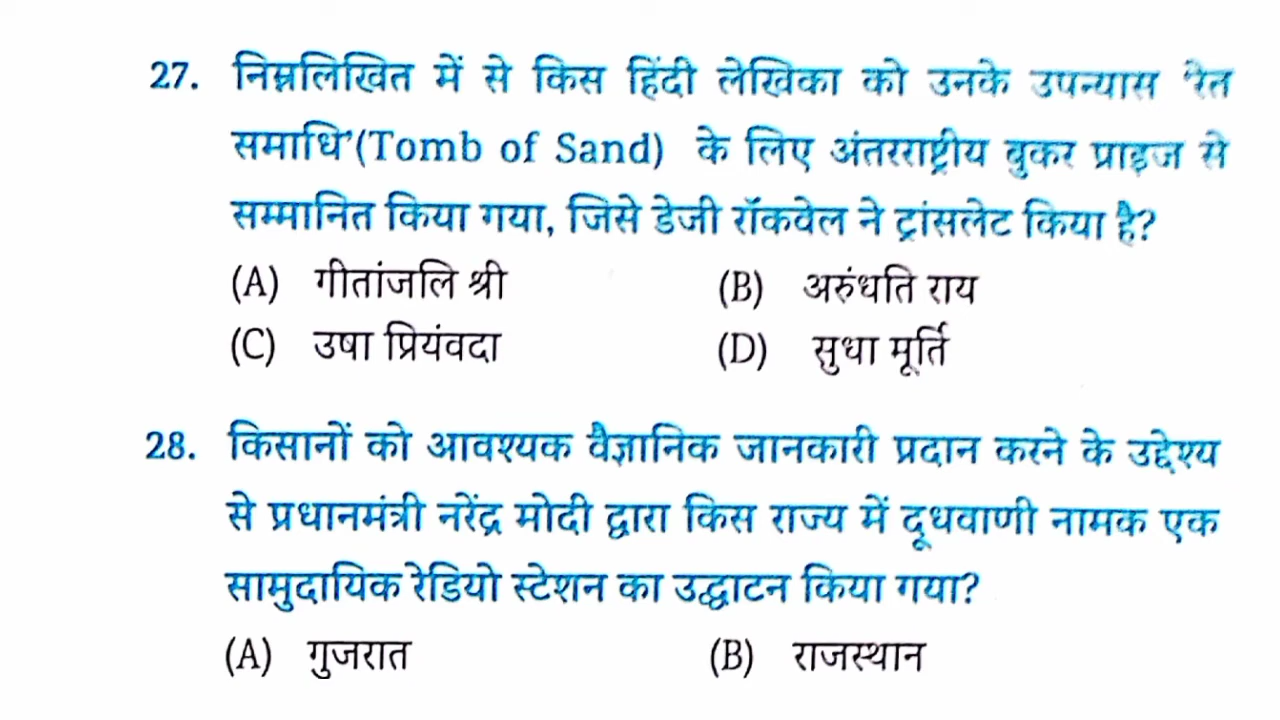 27. निम्नलिखित में से किस हिंदी लेखिका को उनके उपन्यास 'रेत
समाधि'(Tomb of Sand) के लिए अंतरराष्ट्रीय बुकर प्राइज से
सम्मानित किया गया, जिसे डेजी रॉकवेल ने ट्रांसलेट किया है?
(A) गीतांजलि श्री (B) अरुंधति राय
(C) उषा प्रियंवदा (D) सुधा मूर्ति
28. किसानों को आवश्यक वैज्ञानिक जानकारी प्रदान करने के उद्देश्य
से प्रधानमंत्री नरेंद्र मोदी द्वारा किस राज्य में दूधवाणी नामक एक
सामुदायिक रेडियो स्टेशन का उद्घाटन किया गया?
(A) गुजरात (B) राजस्थान